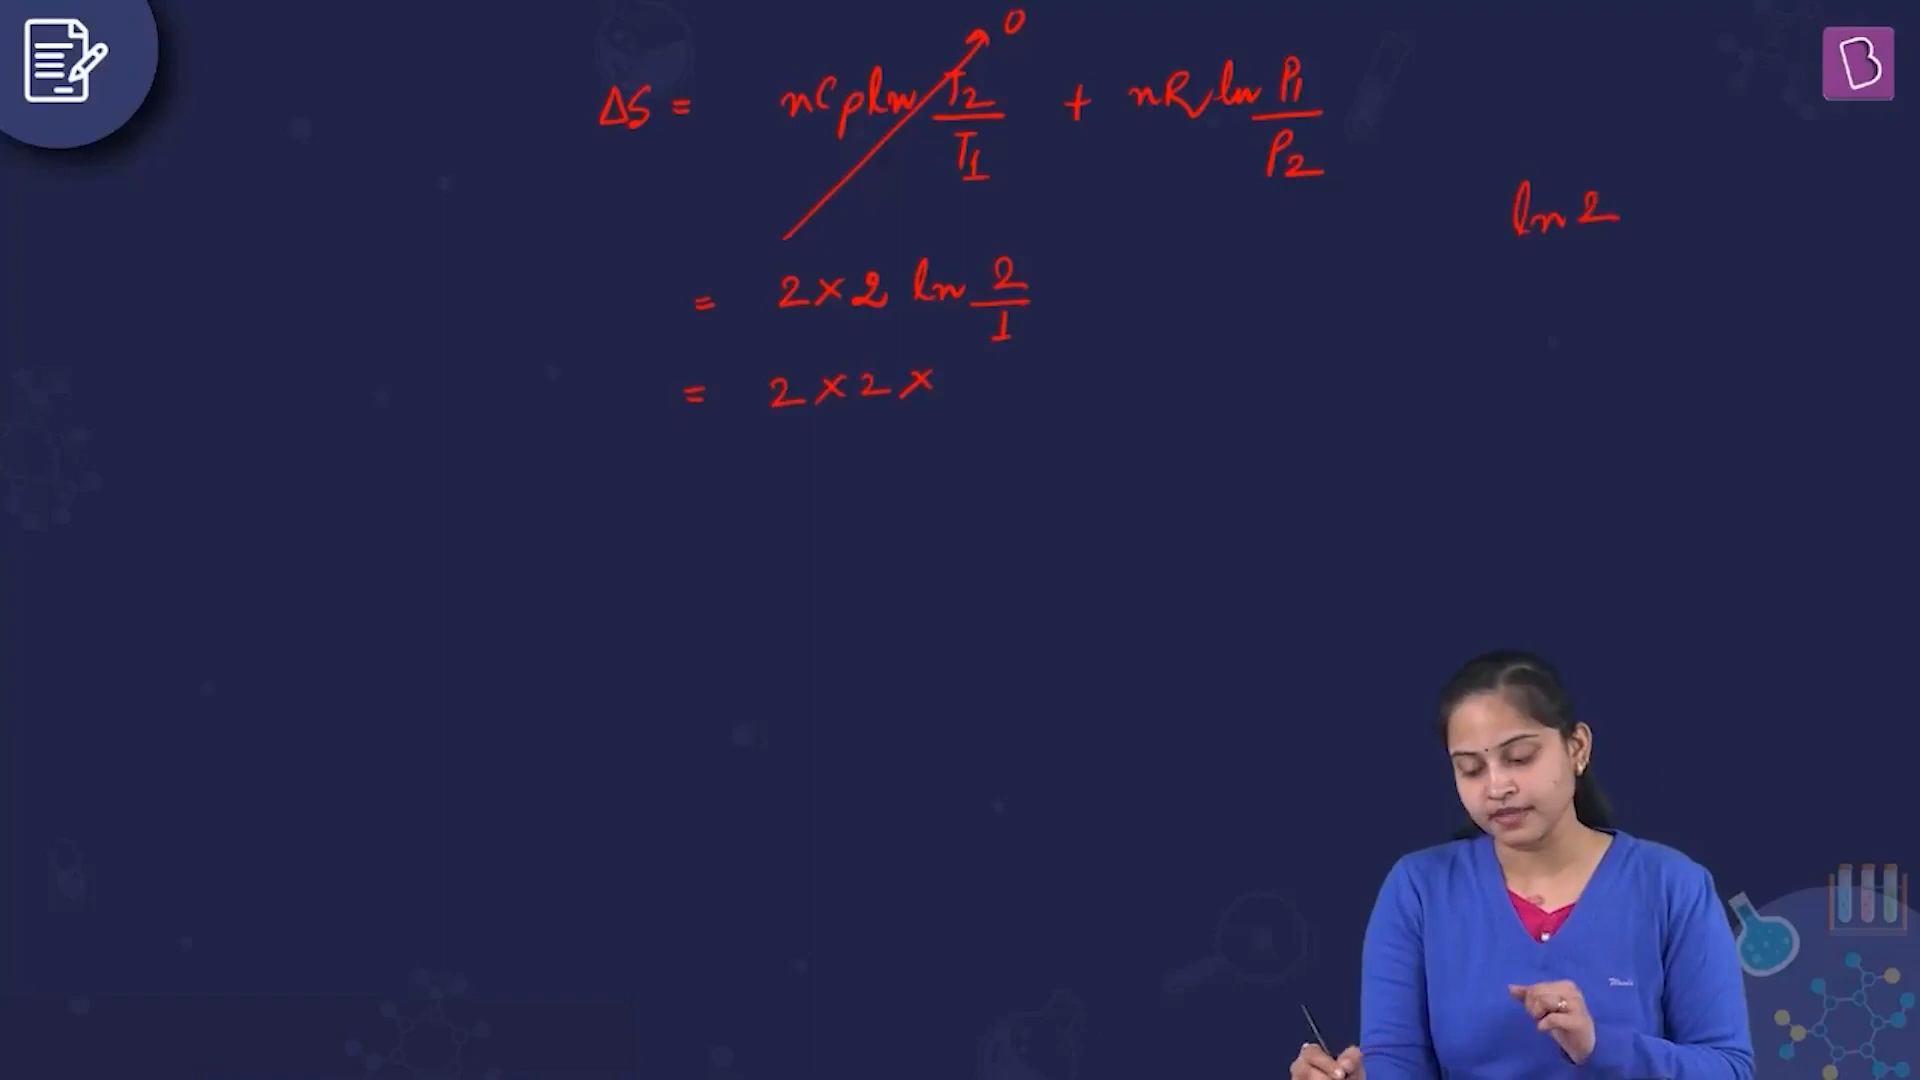 ΔS = nCp ln T2/T1 + nR ln P1/P2
0
ln 2
= 2 × 2 ln 2/1
= 2 × 2 ×
B